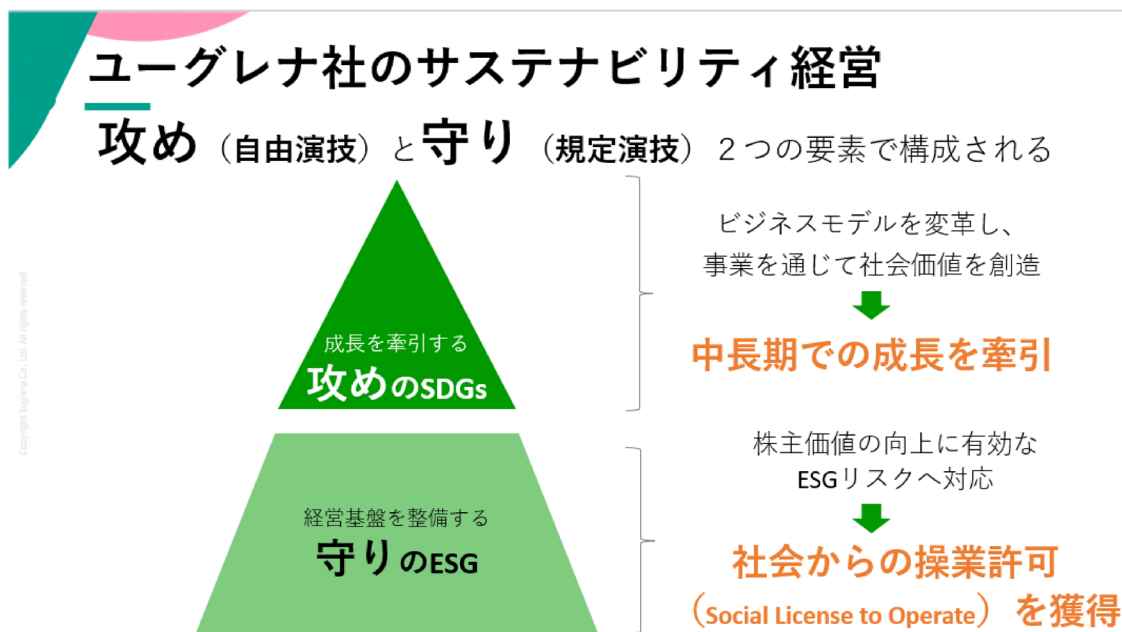 ユーグレナ社のサステナビリティ経営
攻め（自由演技）と守り（規定演技）２つの要素で構成される
ビジネスモデルを変革し、
事業を通じて社会価値を創造
中長期での成長を牽引
成長を牽引する
攻めのSDGs
株主価値の向上に有効な
ESGリスクへ対応
社会からの操業許可
（Social License to Operate）を獲得
経営基盤を整備する
守りのESG
Copyright Euglena Co., Ltd. All rights reserved.